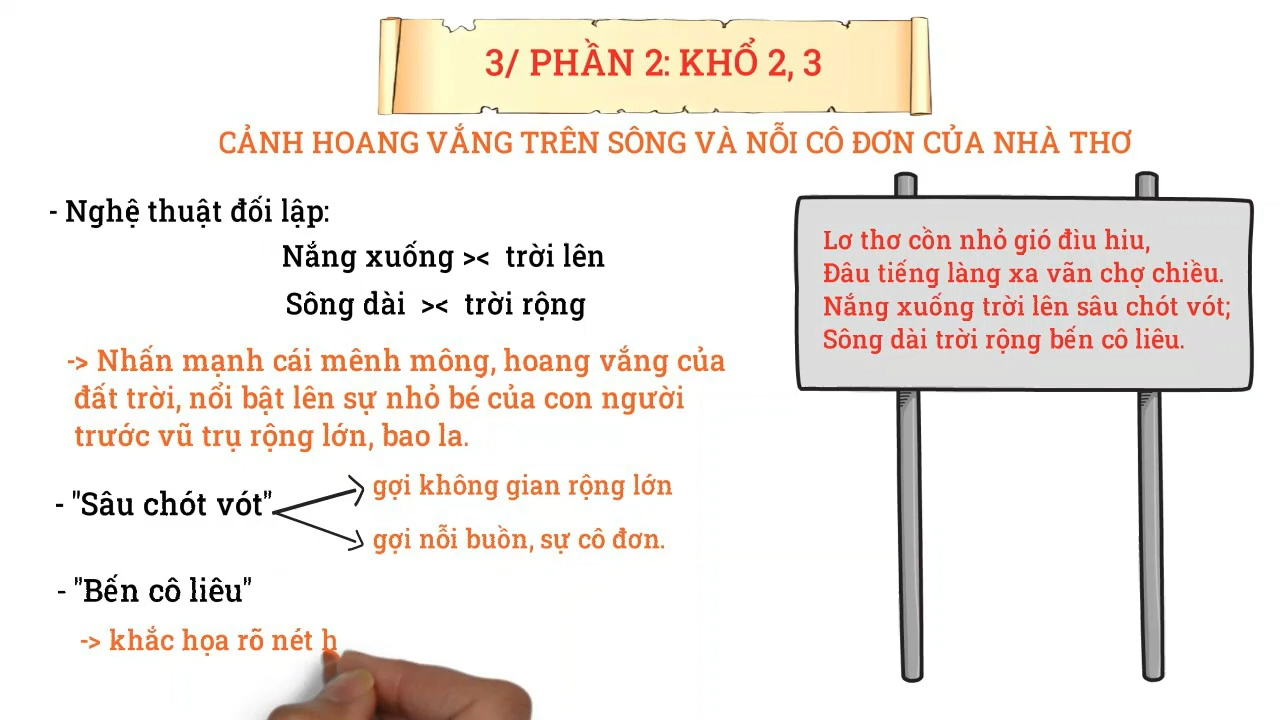 3/ PHẦN 2: KHỔ 2, 3
CẢNH HOANG VẮNG TRÊN SÔNG VÀ NỖI CÔ ĐƠN CỦA NHÀ THƠ
- Nghệ thuật đối lập:
Nắng xuống >< trời lên
Sông dài >< trời rộng
-> Nhấn mạnh cái mênh mông, hoang vắng của
đất trời, nổi bật lên sự nhỏ bé của con người
trước vũ trụ rộng lớn, bao la.
- "Sâu chót vót"
gợi không gian rộng lớn
gợi nỗi buồn, sự cô đơn.
- "Bến cô liêu"
-> khắc họa rõ nét h
Lơ thơ cồn nhỏ gió đìu hiu,
Đâu tiếng làng xa vãn chợ chiều.
Nắng xuống trời lên sâu chót vót;
Sông dài trời rộng bến cô liêu.